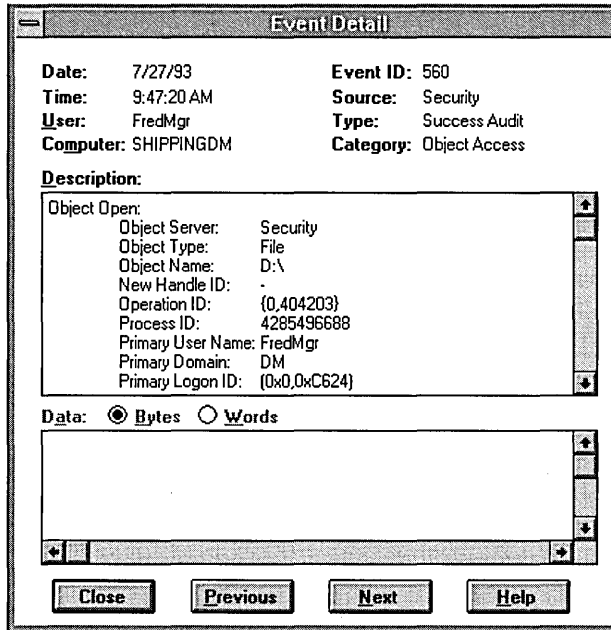 Event Detail
Date: 7/27/93 Event ID: 560
Time: 9:47:20 AM Source: Security
User: FredMgr Type: Success Audit
Computer: SHIPPINGDM Category: Object Access
Description:
Object Open:
Object Server: Security
Object Type: File
Object Name: D:\
New Handle ID: -
Operation ID: {0,404203}
Process ID: 4285496688
Primary User Name: FredMgr
Primary Domain: DM
Primary Logon ID: (0x0,0xC624)
Data: Bytes Words
Close Previous Next Help